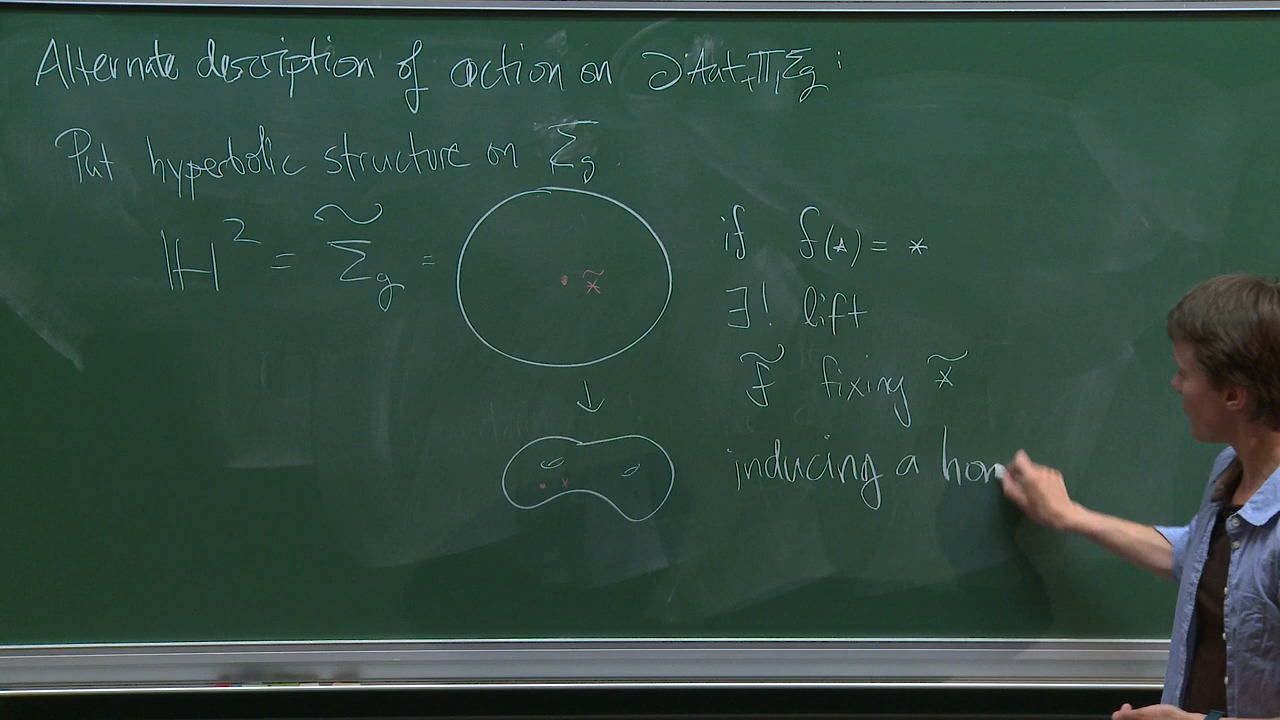 Alternate description of action on ∂Aut₊π₁Σg :
Put hyperbolic structure on Σg.
ℍ² = Σ̃g =
*̃
if f(*) = *
∃! lift
f̃ fixing *̃
inducing a hom
↓
*